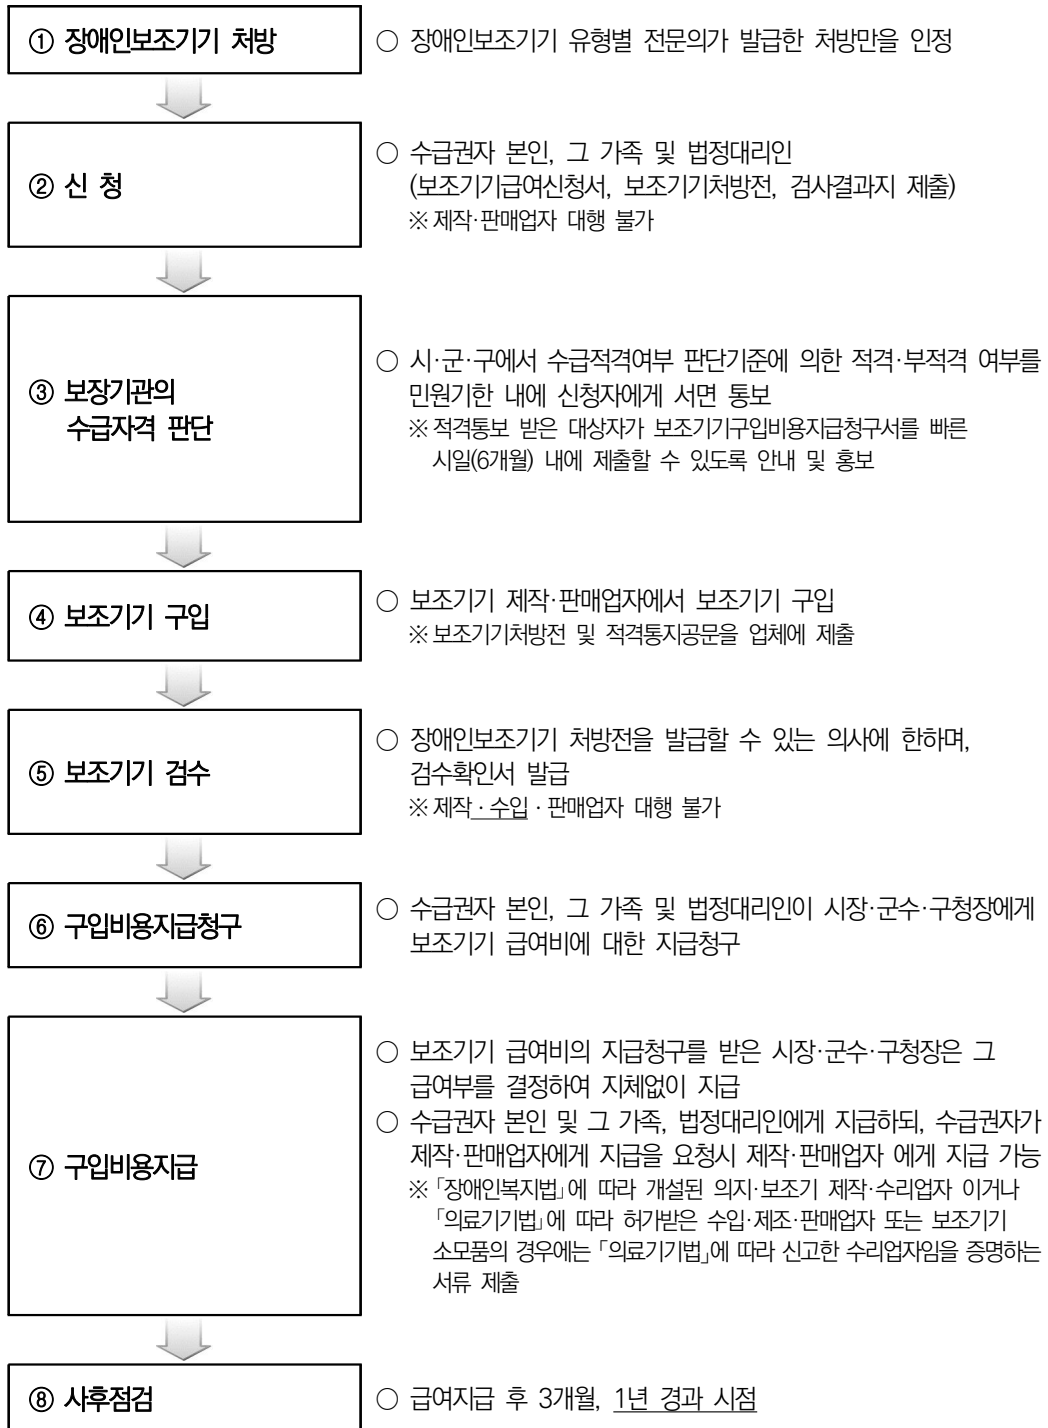 ① 장애인보조기기 처방
○ 장애인보조기기 유형별 전문의가 발급한 처방만을 인정
② 신 청
○ 수급권자 본인, 그 가족 및 법정대리인
(보조기기급여신청서, 보조기기처방전, 검사결과지 제출)
※ 제작·판매업자 대행 불가
③ 보장기관의
수급자격 판단
○ 시·군·구에서 수급적격여부 판단기준에 의한 적격·부적격 여부를
민원기한 내에 신청자에게 서면 통보
※ 적격통보 받은 대상자가 보조기기구입비용지급청구서를 빠른
시일(6개월) 내에 제출할 수 있도록 안내 및 홍보
④ 보조기기 구입
○ 보조기기 제작·판매업자에서 보조기기 구입
※ 보조기기처방전 및 적격통지공문을 업체에 제출
⑤ 보조기기 검수
○ 장애인보조기기 처방전을 발급할 수 있는 의사에 한하며,
검수확인서 발급
※ 제작 · 수입 · 판매업자 대행 불가
⑥ 구입비용지급청구
○ 수급권자 본인, 그 가족 및 법정대리인이 시장·군수·구청장에게
보조기기 급여비에 대한 지급청구
⑦ 구입비용지급
○ 보조기기 급여비의 지급청구를 받은 시장·군수·구청장은 그
급여부를 결정하여 지체없이 지급
○ 수급권자 본인 및 그 가족, 법정대리인에게 지급하되, 수급권자가
제작·판매업자에게 지급을 요청시 제작·판매업자 에게 지급 가능
※ 「장애인복지법」에 따라 개설된 의지·보조기 제작·수리업자 이거나
「의료기기법」에 따라 허가받은 수입·제조·판매업자 또는 보조기기
소모품의 경우에는 「의료기기법」에 따라 신고한 수리업자임을 증명하는
서류 제출
⑧ 사후점검
○ 급여지급 후 3개월, 1년 경과 시점